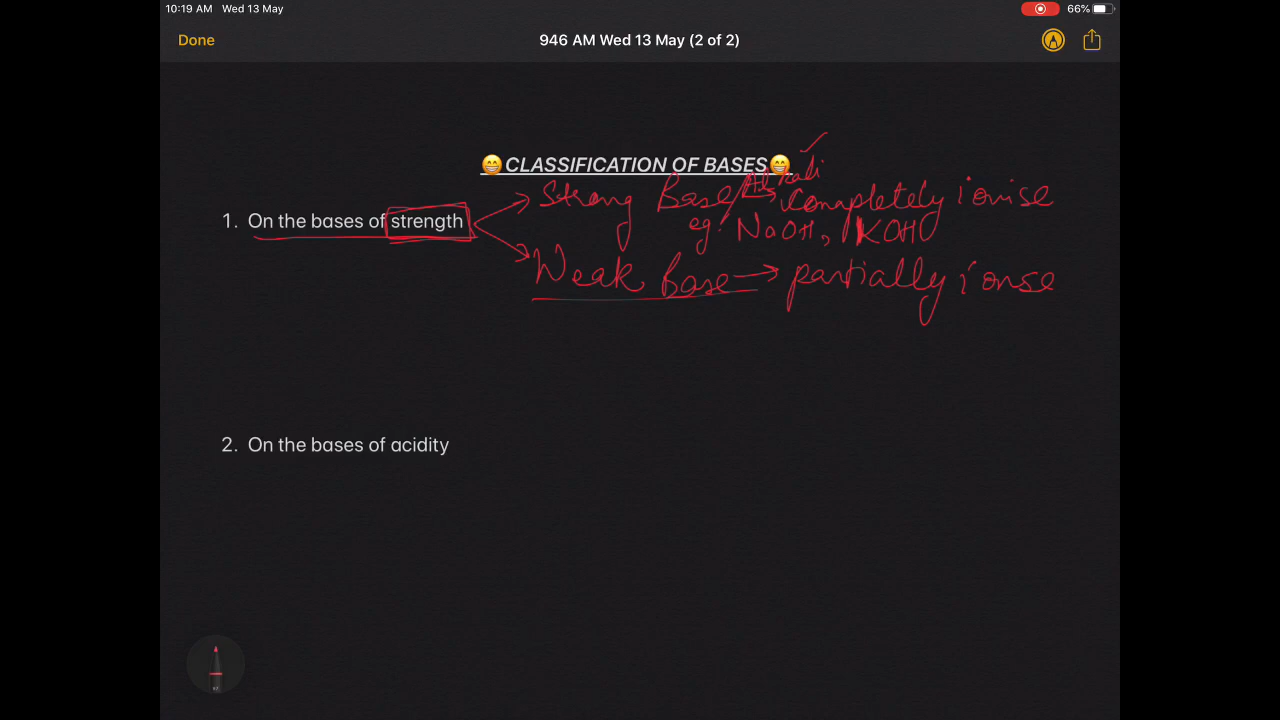 10:19 AM Wed 13 May 66%
Done 946 AM Wed 13 May (2 of 2)
😁CLASSIFICATION OF BASES😁
1. On the bases of strength
Strong Base/Alkali → Completely ionise
eg: NaOH, KOH
Weak Base → partially ionse
2. On the bases of acidity